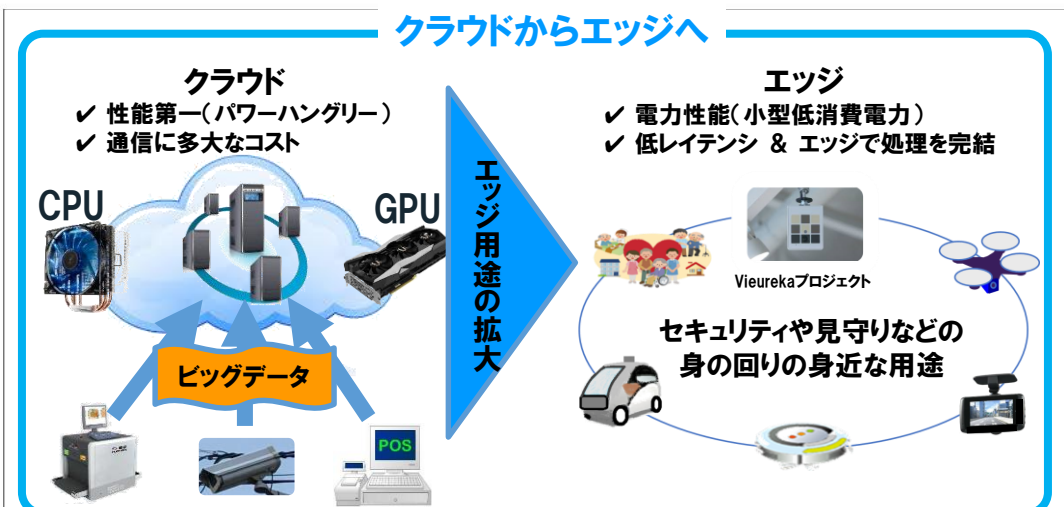 クラウドからエッジへ
クラウド
✔ 性能第一(パワーハングリー)
✔ 通信に多大なコスト
CPU
GPU
ビッグデータ
POS
エッジ用途の拡大
エッジ
✔ 電力性能(小型低消費電力)
✔ 低レイテンシ & エッジで処理を完結
Vieurekaプロジェクト
セキュリティや見守りなどの
身の回りの身近な用途